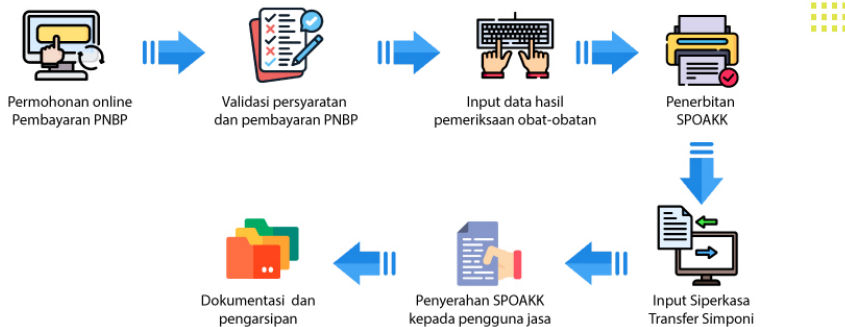 Permohonan online
Pembayaran PNBP
Validasi persyaratan
dan pembayaran PNBP
Input data hasil
pemeriksaan obat-obatan
Penerbitan
SPOAKK
Input Siperkasa
Transfer Simponi
Penyerahan SPOAKK
kepada pengguna jasa
Dokumentasi dan
pengarsipan